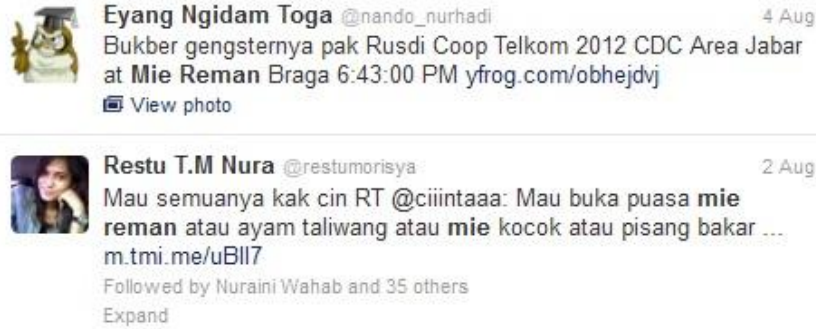 Eyang Ngidam Toga @nando_nurhadi 4 Aug
Bukber gengsternya pak Rusdi Coop Telkom 2012 CDC Area Jabar
at Mie Reman Braga 6:43:00 PM yfrog.com/obhejdvj
View photo
Restu T.M Nura @restumorisya 2 Aug
Mau semuanya kak cin RT @ciiintaaa: Mau buka puasa mie
reman atau ayam taliwang atau mie kocok atau pisang bakar ...
m.tmi.me/uBlI7
Followed by Nuraini Wahab and 35 others
Expand